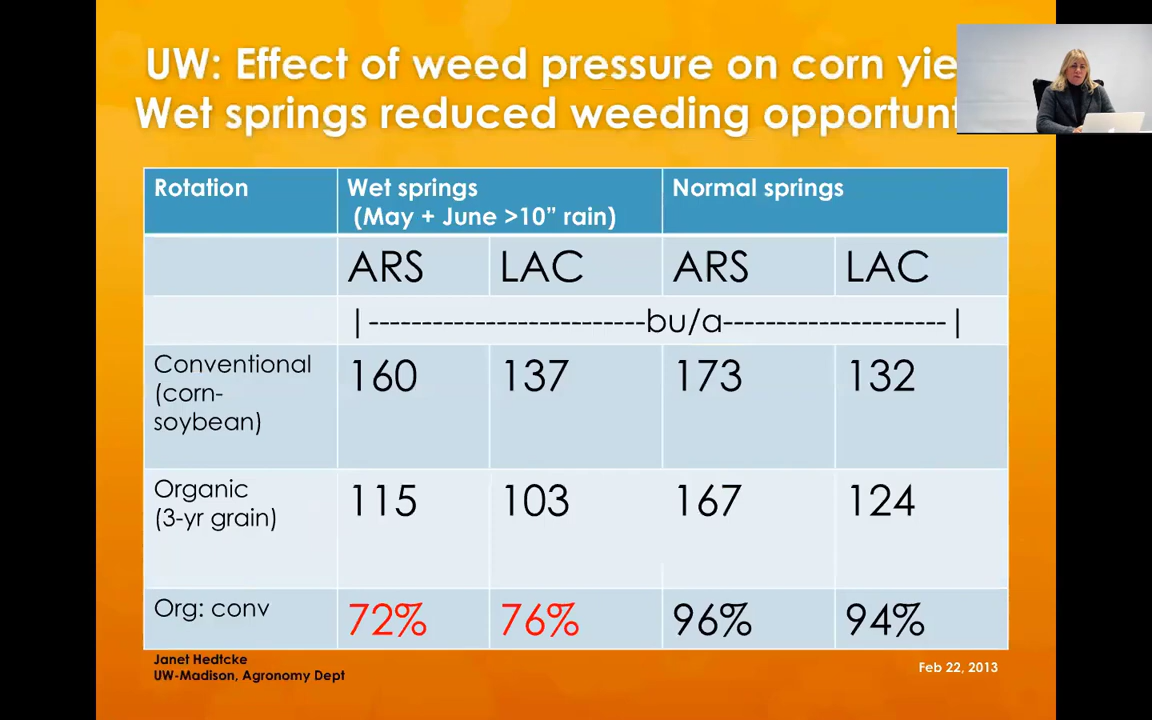 UW: Effect of weed pressure on corn
Wet springs reduced weeding
Rotation
Wet springs
(May + June >10” rain)
Normal springs
ARS LAC ARS LAC
|--------------------------bu/a---------------------|
Conventional
(corn-
soybean)
160 137 173 132
Organic
(3-yr grain)
115 103 167 124
Org: conv
72% 76% 96% 94%
Janet Hedtcke
UW-Madison, Agronomy Dept
Feb 22, 2013